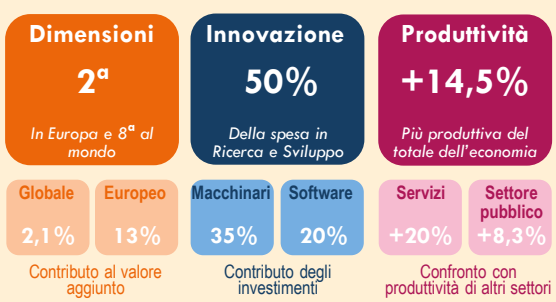 Dimensioni
2ª
In Europa e 8ª al
mondo
Innovazione
50%
Della spesa in
Ricerca e Sviluppo
Produttività
+14,5%
Più produttiva del
totale dell'economia
Globale
2,1%
Europeo
13%
Contributo al valore
aggiunto
Macchinari
35%
Software
20%
Contributo degli
investimenti
Servizi
+20%
Settore
pubblico
+8,3%
Confronto con
produttività di altri settori